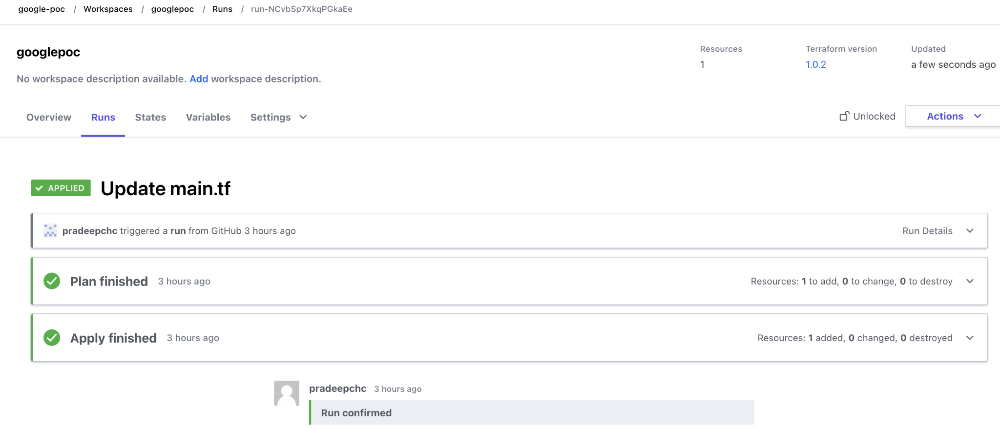 google-poc / Workspaces / googlepoc / Runs / run-NCvbSp7XkqPGkaEe
googlepoc
No workspace description available. Add workspace description.
Resources
1
Terraform version
1.0.2
Updated
a few seconds ago
Overview Runs States Variables Settings
Unlocked Actions
APPLIED Update main.tf
pradeepchc triggered a run from GitHub 3 hours ago Run Details
Plan finished 3 hours ago Resources: 1 to add, 0 to change, 0 to destroy
Apply finished 3 hours ago Resources: 1 added, 0 changed, 0 destroyed
pradeepchc 3 hours ago
Run confirmed